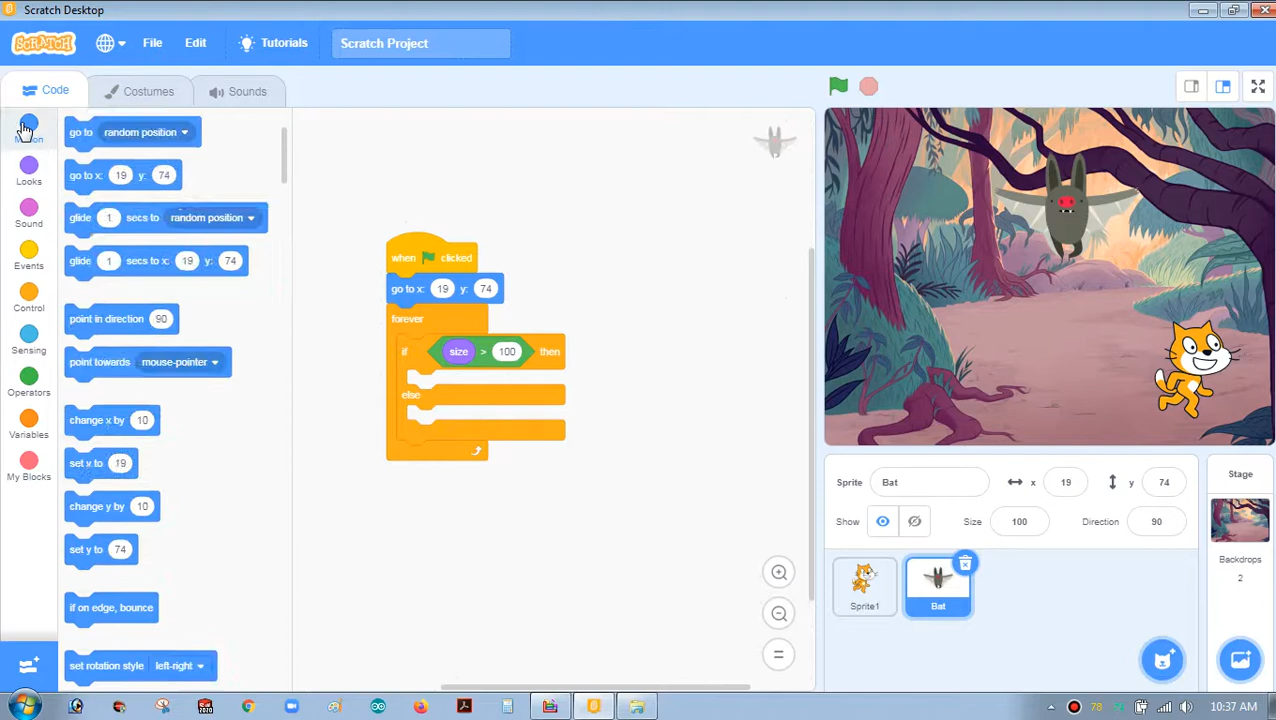 Scratch Desktop
SCRATCH File Edit Tutorials Scratch Project
Code Costumes Sounds
Motion
Looks
Sound
Events
Control
Sensing
Operators
Variables
My Blocks
go to random position
go to x: 19 y: 74
glide 1 secs to random position
glide 1 secs to x: 19 y: 74
point in direction 90
point towards mouse-pointer
change x by 10
set x to 19
change y by 10
set y to 74
if on edge, bounce
set rotation style left-right
when clicked
go to x: 19 y: 74
forever
if size > 100 then
else
Sprite Bat x 19 y 74
Show Size 100 Direction 90
Sprite1
Bat
Stage
Backdrops
2
2020
78
10:37 AM